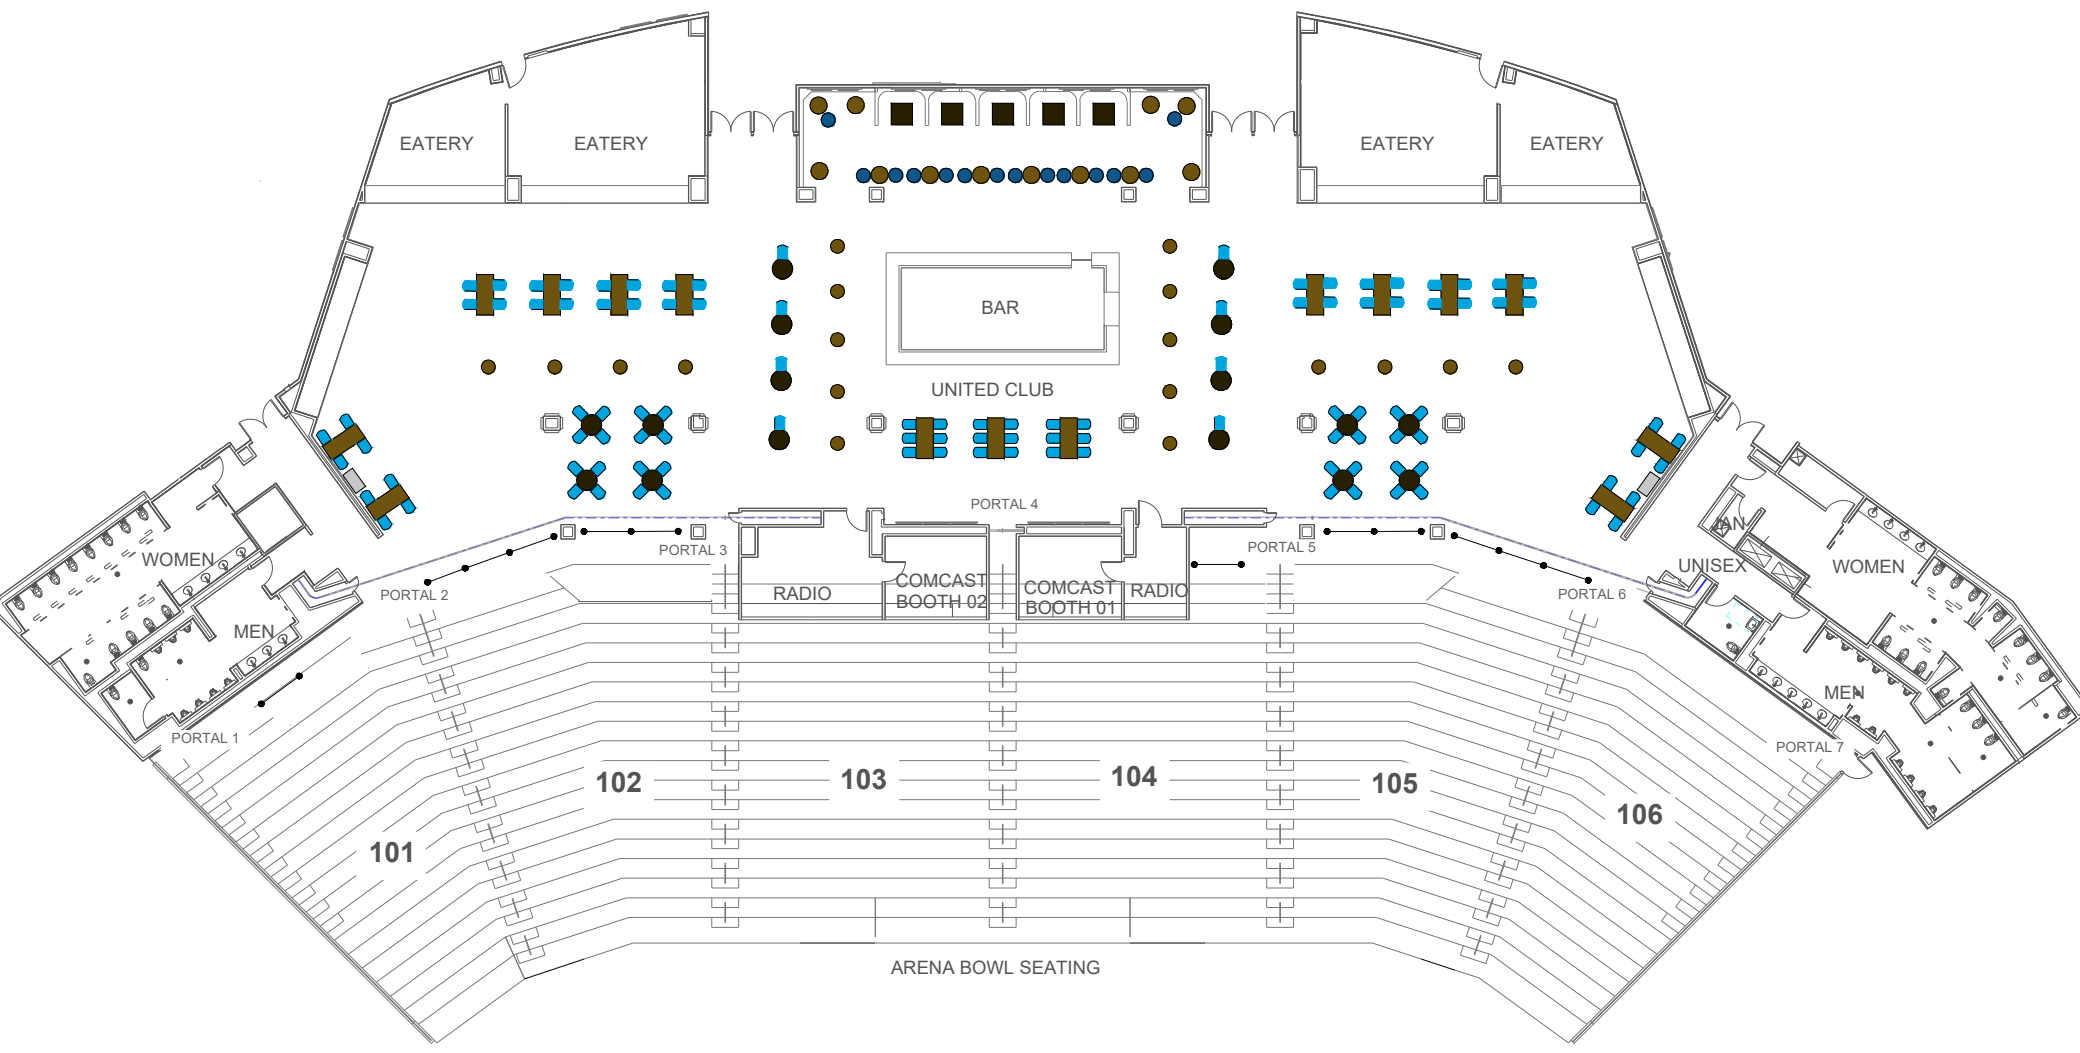 EATERY
EATERY
EATERY
EATERY
BAR
UNITED CLUB
PORTAL 4
PORTAL 3
PORTAL 5
JAN
WOMEN
UNISEX
WOMEN
PORTAL 2
RADIO
COMCAST
BOOTH 02
COMCAST
BOOTH 01
RADIO
PORTAL 6
MEN
MEN
PORTAL 1
PORTAL 7
102
103
104
105
106
101
ARENA BOWL SEATING